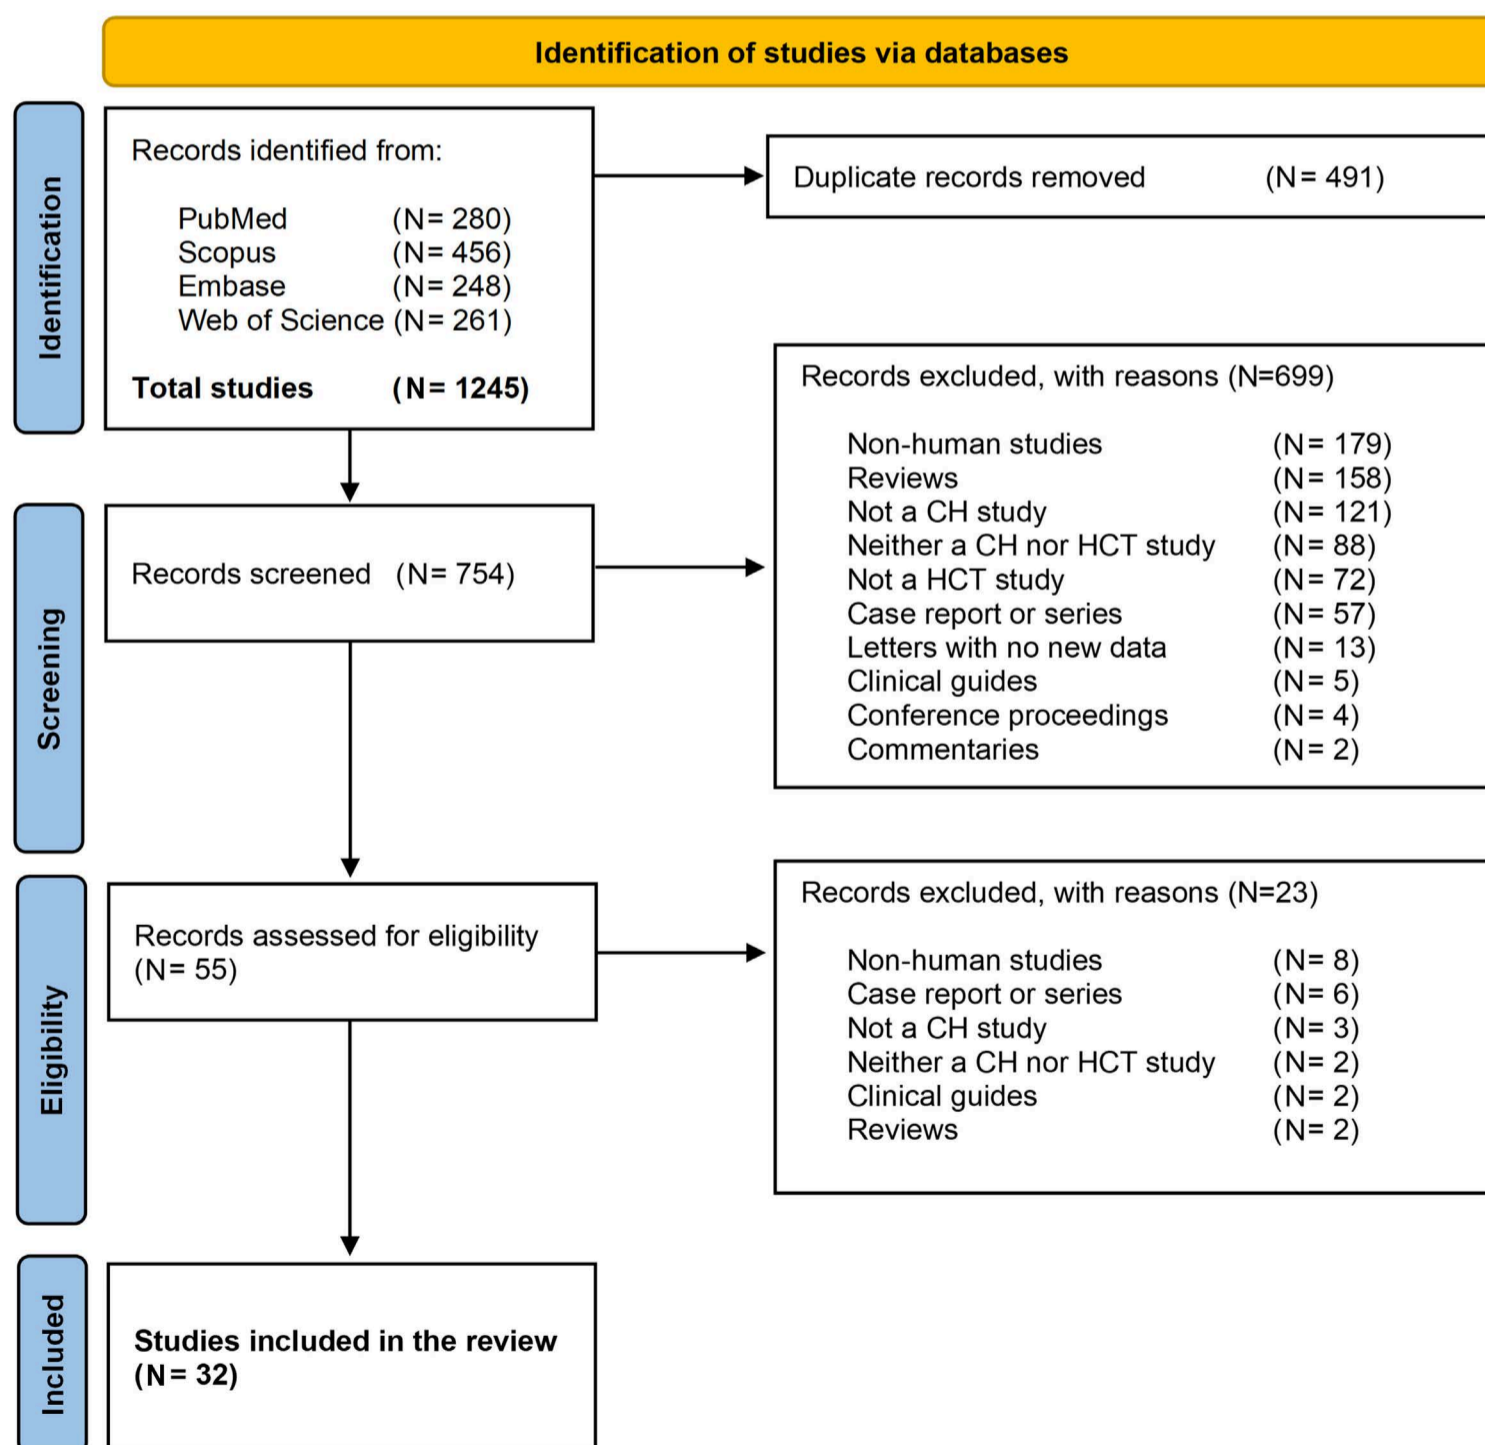 Identification of studies via databases
Identification
Records identified from:
PubMed (N= 280)
Scopus (N= 456)
Embase (N= 248)
Web of Science (N= 261)
Total studies (N= 1245)
Duplicate records removed (N= 491)
Screening
Records screened (N= 754)
Records excluded, with reasons (N=699)
Non-human studies (N= 179)
Reviews (N= 158)
Not a CH study (N= 121)
Neither a CH nor HCT study (N= 88)
Not a HCT study (N= 72)
Case report or series (N= 57)
Letters with no new data (N= 13)
Clinical guides (N= 5)
Conference proceedings (N= 4)
Commentaries (N= 2)
Eligibility
Records assessed for eligibility
(N= 55)
Records excluded, with reasons (N=23)
Non-human studies (N= 8)
Case report or series (N= 6)
Not a CH study (N= 3)
Neither a CH nor HCT study (N= 2)
Clinical guides (N= 2)
Reviews (N= 2)
Included
Studies included in the review
(N= 32)